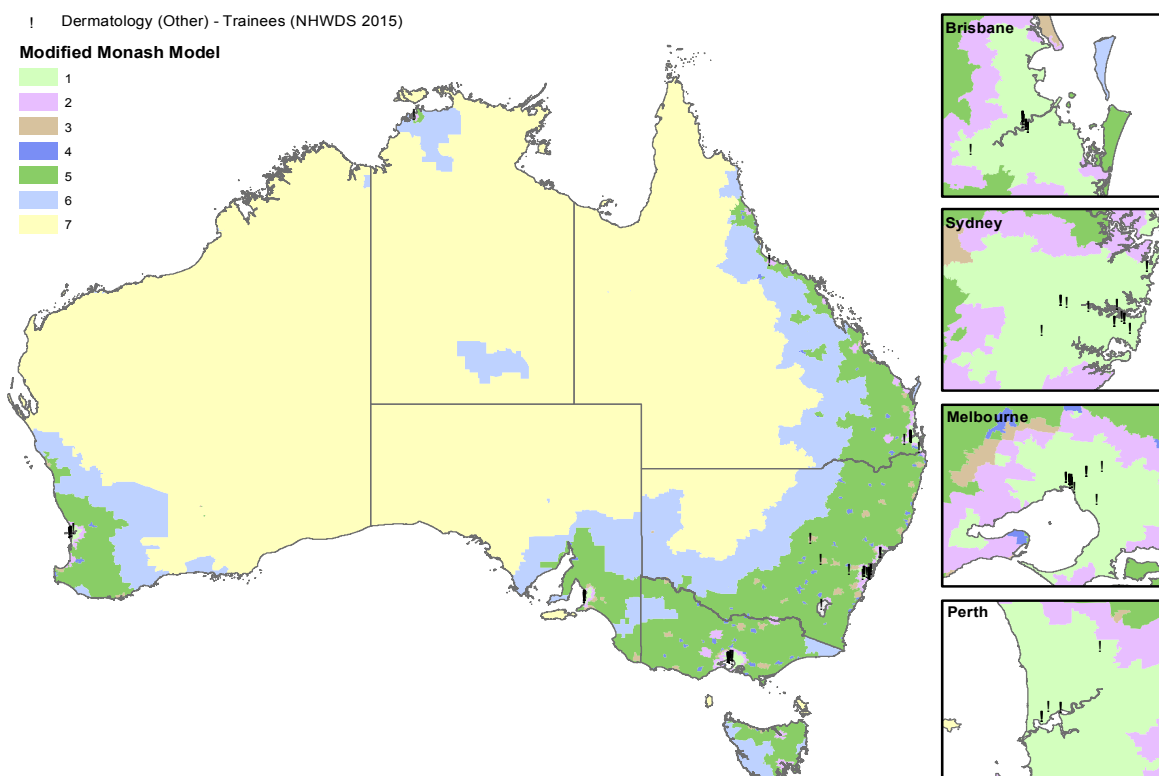 ! Dermatology (Other) - Trainees (NHWDS 2015)
Modified Monash Model
1
2
3
4
5
6
7
Brisbane
Sydney
Melbourne
Perth